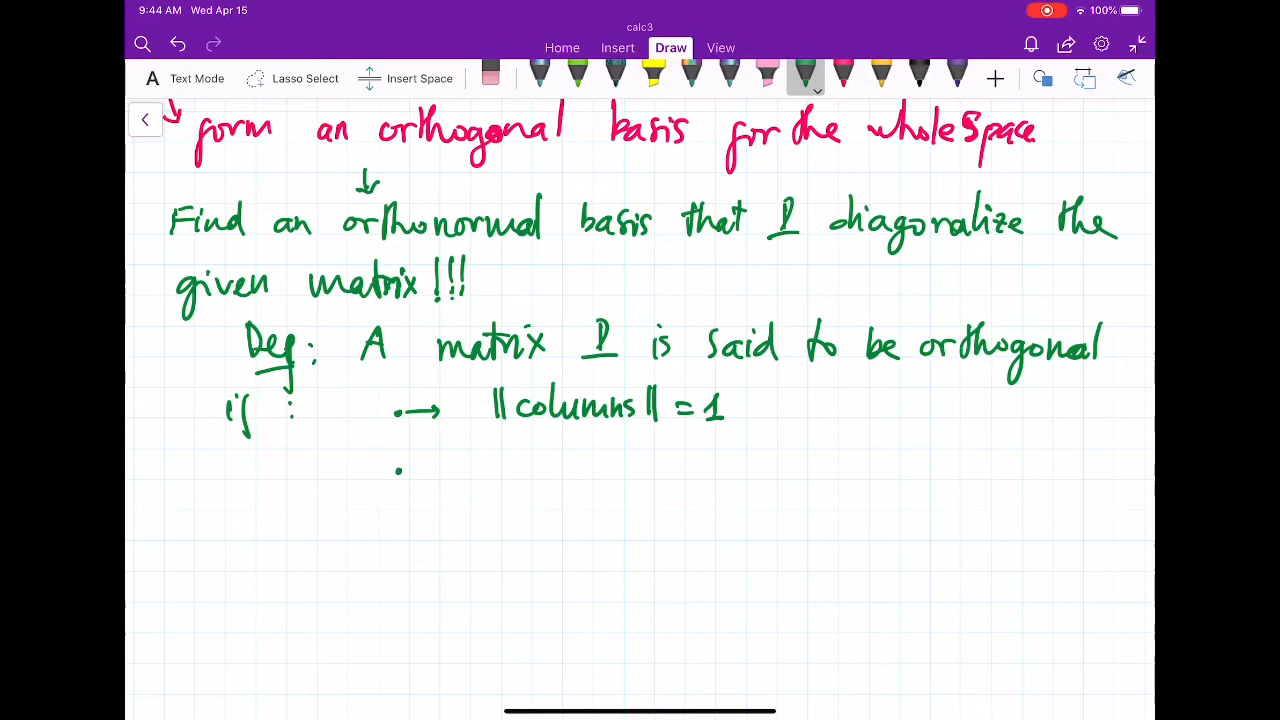 9:44 AM Wed Apr 15
100%
calc3
Home Insert Draw View
A Text Mode Lasso Select Insert Space
form an orthogonal basis for the whole Space
Find an orthonormal basis that P diagonalize the
given matrix!!!
Def: A matrix P is said to be orthogonal
if : . → ||columns|| = 1
.